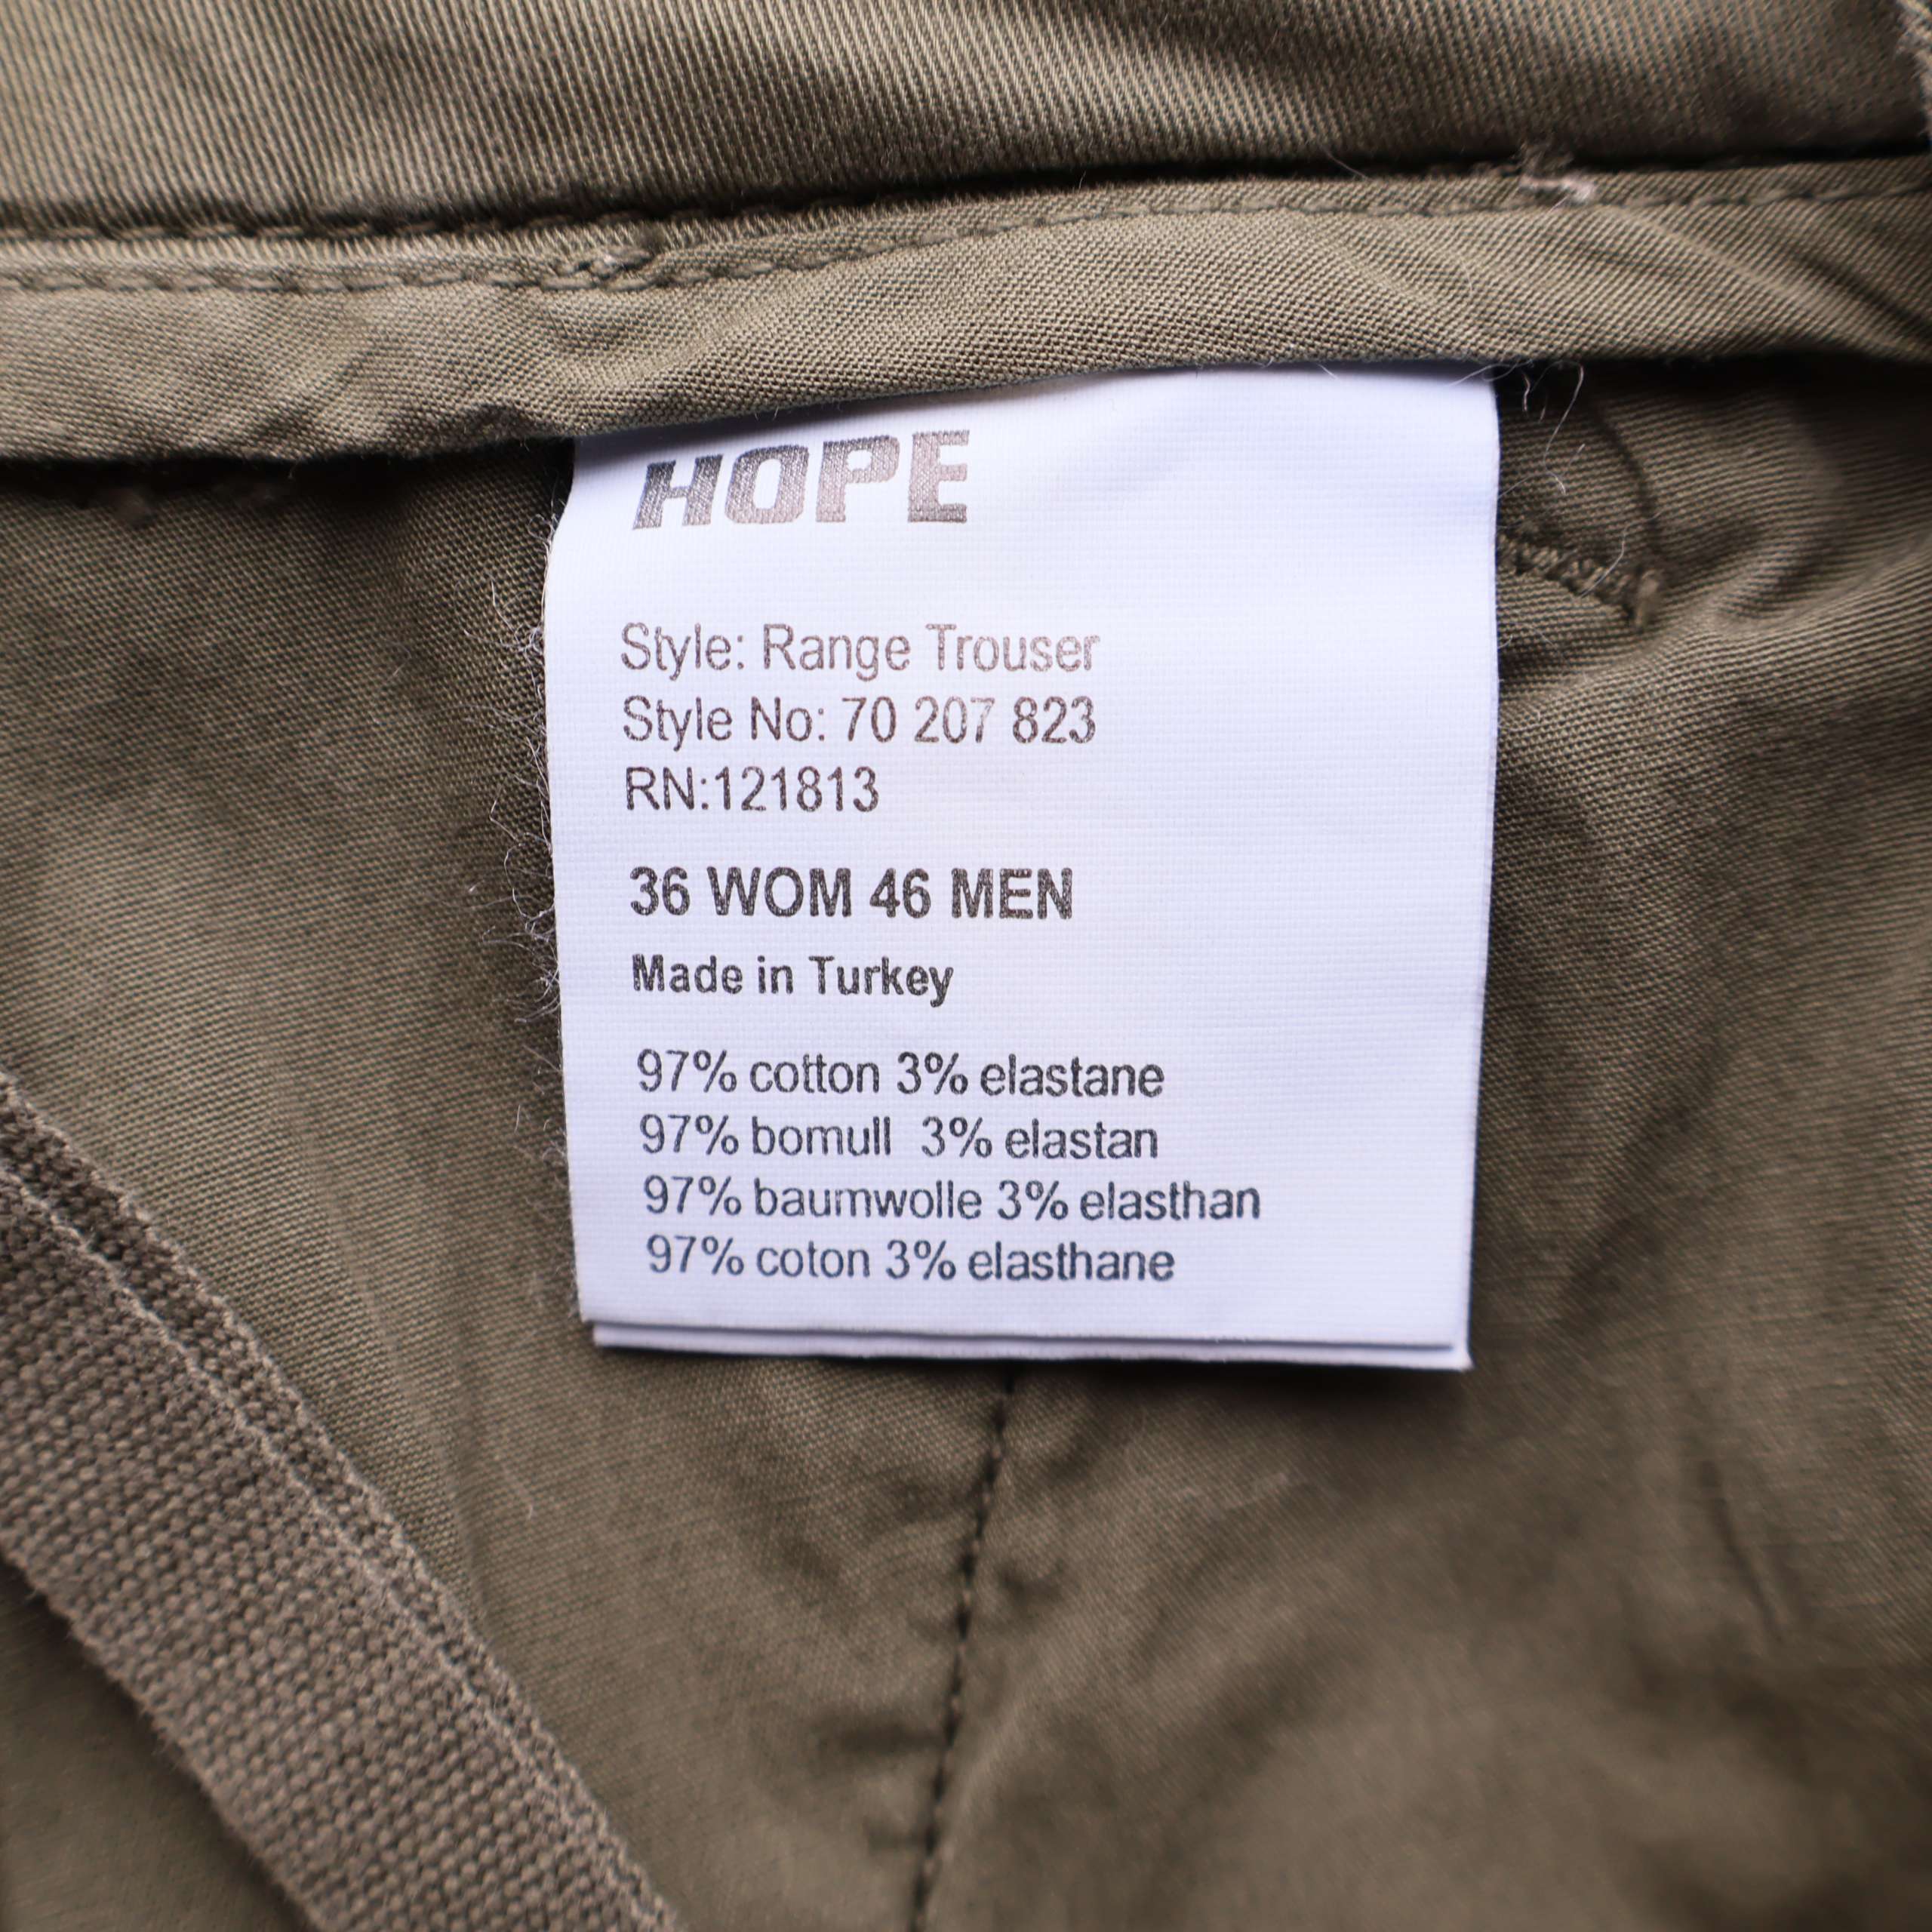 HOPE
Style: Range Trouser
Style No: 70 207 823
RN:121813
36 WOM 46 MEN
Made in Turkey
97% cotton 3% elastane
97% bomull 3% elastan
97% baumwolle 3% elasthan
97% coton 3% elasthane